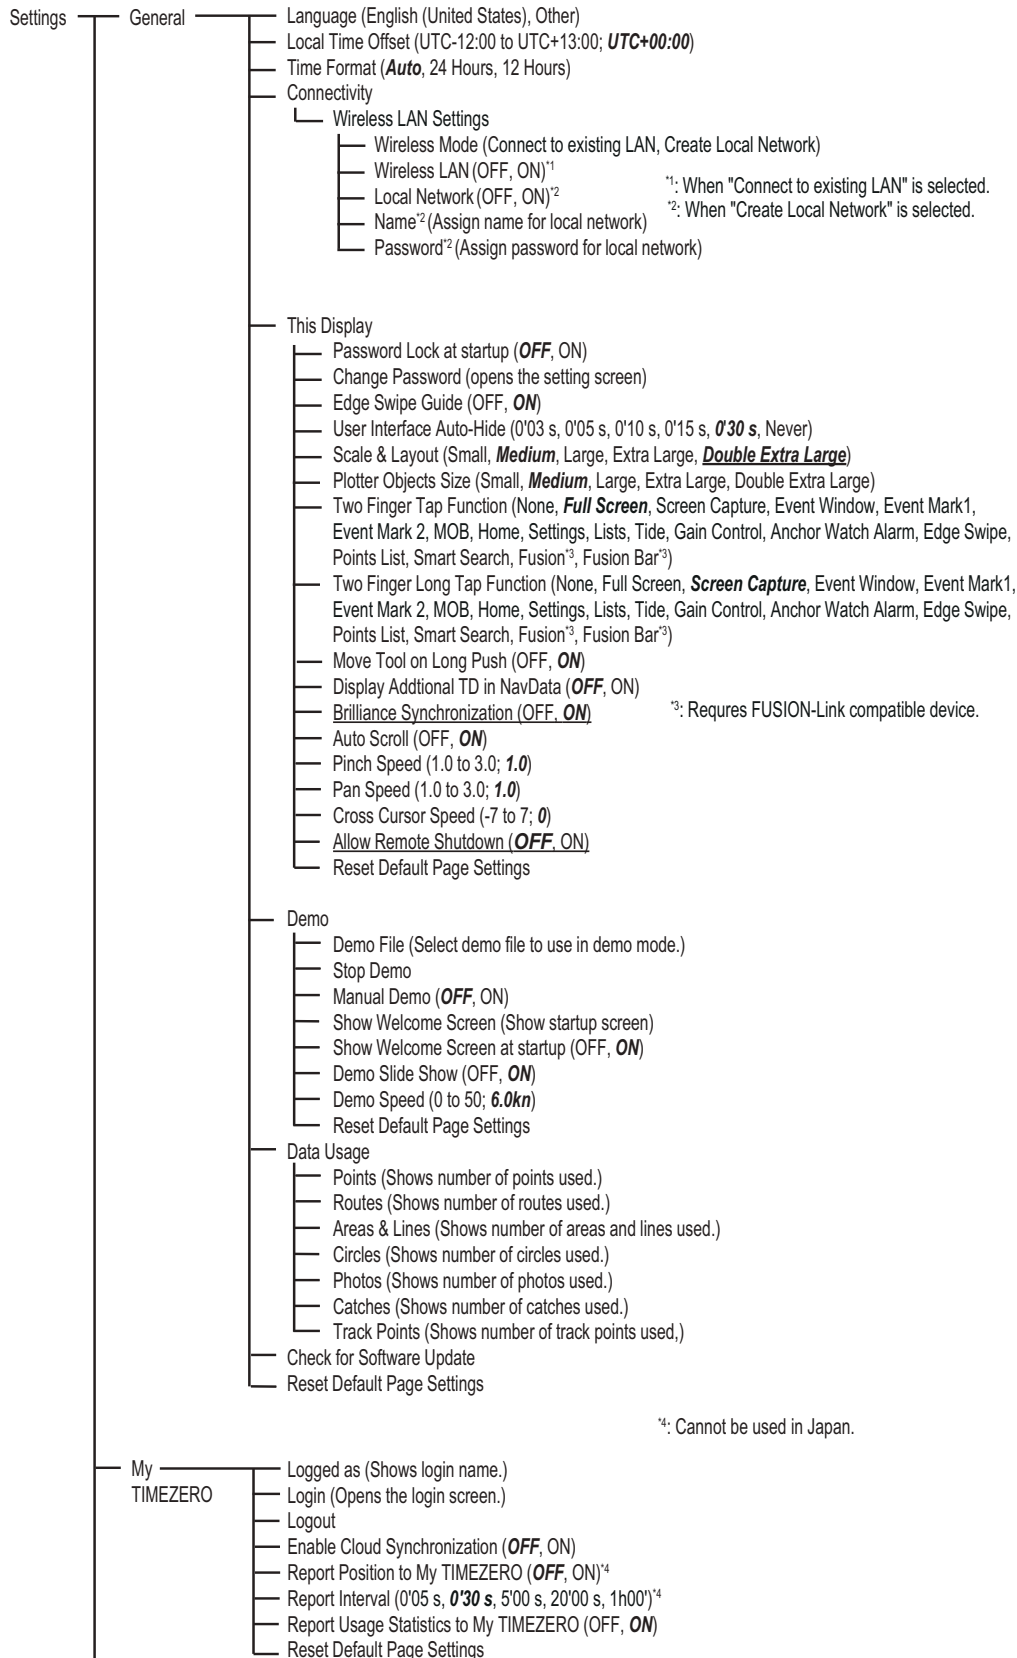 Settings
General
Language (English (United States), Other)
Local Time Offset (UTC-12:00 to UTC+13:00; UTC+00:00)
Time Format (Auto, 24 Hours, 12 Hours)
Connectivity
Wireless LAN Settings
Wireless Mode (Connect to existing LAN, Create Local Network)
Wireless LAN (OFF, ON)*1
Local Network (OFF, ON)*2
Name*2 (Assign name for local network)
Password*2 (Assign password for local network)
*1: When "Connect to existing LAN" is selected.
*2: When "Create Local Network" is selected.
This Display
Password Lock at startup (OFF, ON)
Change Password (opens the setting screen)
Edge Swipe Guide (OFF, ON)
User Interface Auto-Hide (0'03 s, 0'05 s, 0'10 s, 0'15 s, 0'30 s, Never)
Scale & Layout (Small, Medium, Large, Extra Large, Double Extra Large)
Plotter Objects Size (Small, Medium, Large, Extra Large, Double Extra Large)
Two Finger Tap Function (None, Full Screen, Screen Capture, Event Window, Event Mark1,
Event Mark 2, MOB, Home, Settings, Lists, Tide, Gain Control, Anchor Watch Alarm, Edge Swipe,
Points List, Smart Search, Fusion*3, Fusion Bar*3)
Two Finger Long Tap Function (None, Full Screen, Screen Capture, Event Window, Event Mark1,
Event Mark 2, MOB, Home, Settings, Lists, Tide, Gain Control, Anchor Watch Alarm, Edge Swipe,
Points List, Smart Search, Fusion*3, Fusion Bar*3)
Move Tool on Long Push (OFF, ON)
Display Addtional TD in NavData (OFF, ON)
Brilliance Synchronization (OFF, ON)
*3: Requres FUSION-Link compatible device.
Auto Scroll (OFF, ON)
Pinch Speed (1.0 to 3.0; 1.0)
Pan Speed (1.0 to 3.0; 1.0)
Cross Cursor Speed (-7 to 7; 0)
Allow Remote Shutdown (OFF, ON)
Reset Default Page Settings
Demo
Demo File (Select demo file to use in demo mode.)
Stop Demo
Manual Demo (OFF, ON)
Show Welcome Screen (Show startup screen)
Show Welcome Screen at startup (OFF, ON)
Demo Slide Show (OFF, ON)
Demo Speed (0 to 50; 6.0kn)
Reset Default Page Settings
Data Usage
Points (Shows number of points used.)
Routes (Shows number of routes used.)
Areas & Lines (Shows number of areas and lines used.)
Circles (Shows number of circles used.)
Photos (Shows number of photos used.)
Catches (Shows number of catches used.)
Track Points (Shows number of track points used,)
Check for Software Update
Reset Default Page Settings
*4: Cannot be used in Japan.
My
TIMEZERO
Logged as (Shows login name.)
Login (Opens the login screen.)
Logout
Enable Cloud Synchronization (OFF, ON)
Report Position to My TIMEZERO (OFF, ON)*4
Report Interval (0'05 s, 0'30 s, 5'00 s, 20'00 s, 1h00')*4
Report Usage Statistics to My TIMEZERO (OFF, ON)
Reset Default Page Settings